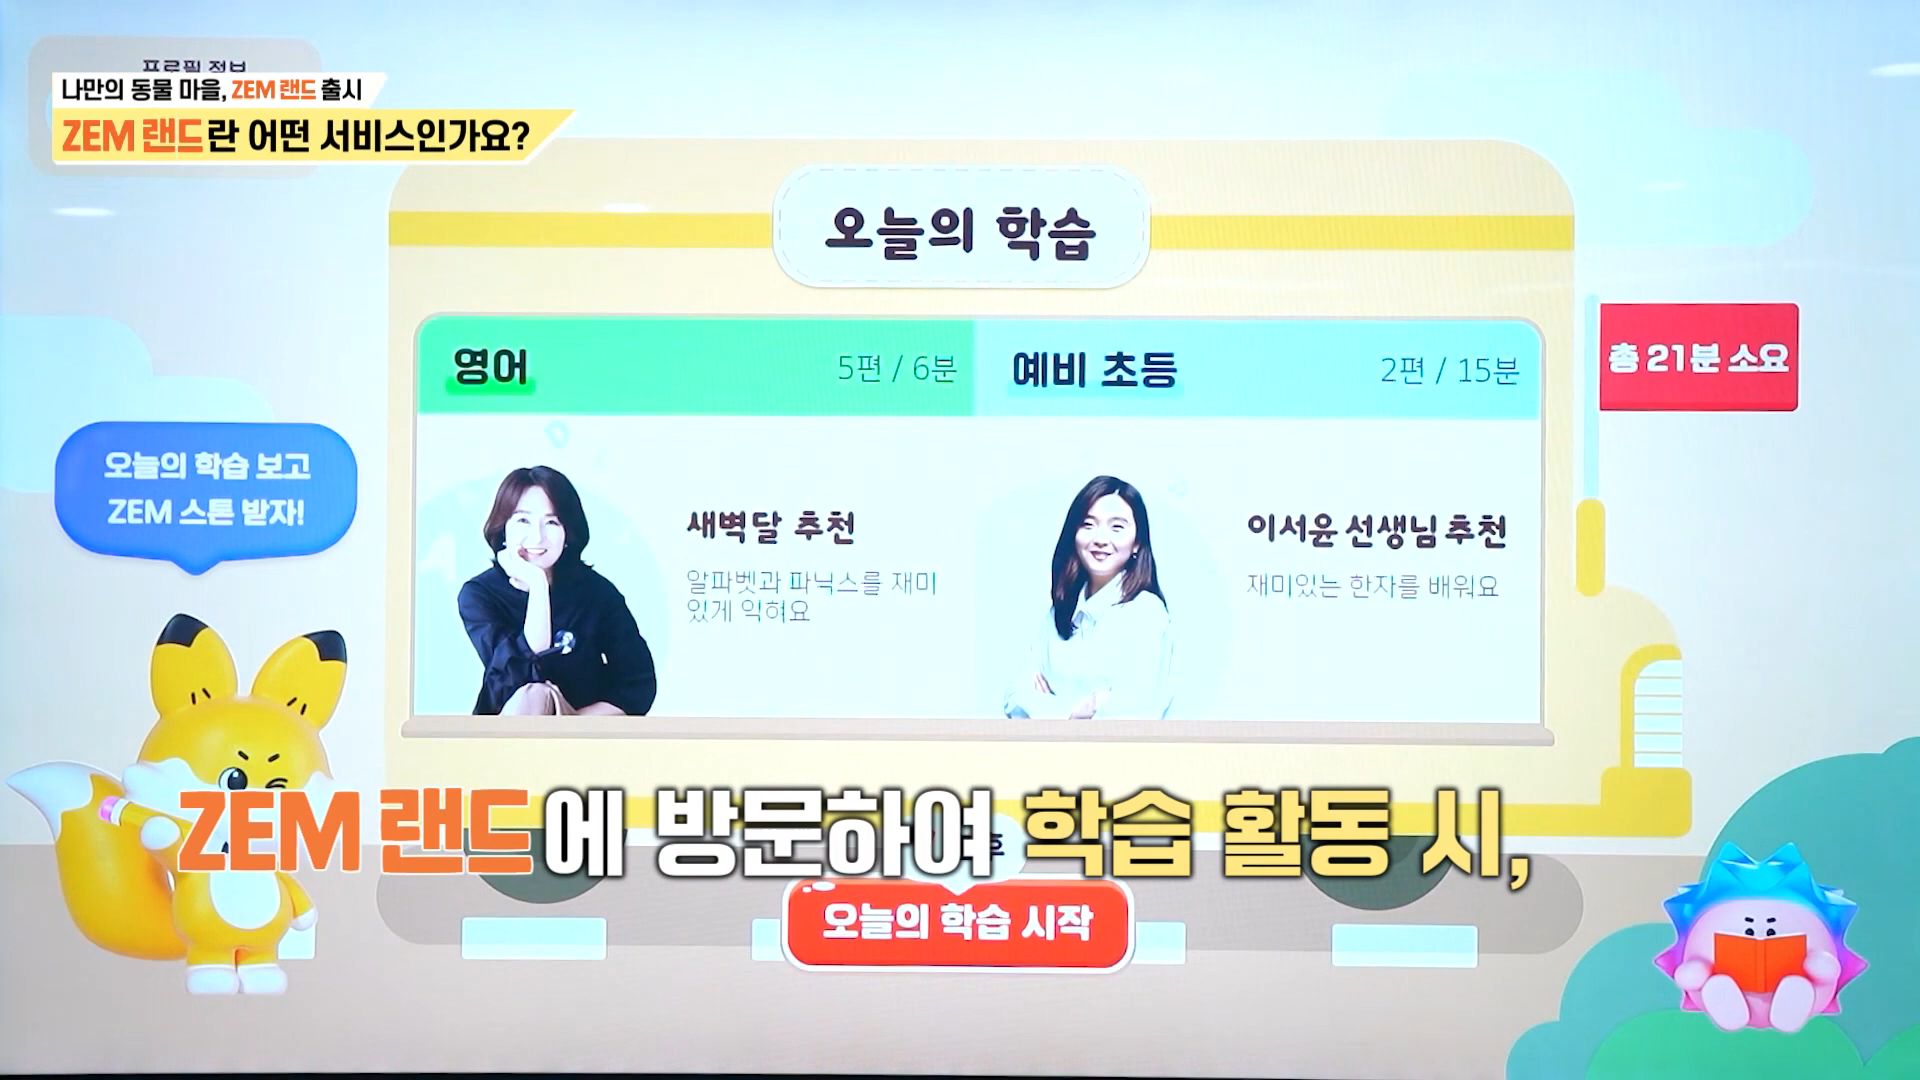 프로필 정보
나만의 동물 마을, ZEM 랜드 출시
ZEM 랜드란 어떤 서비스인가요?
오늘의 학습
영어
5편 / 6분
예비 초등
2편 / 15분
총 21분 소요
오늘의 학습 보고
ZEM 스톤 받자!
새벽달 추천
알파벳과 파닉스를 재미
있게 익혀요
이서윤 선생님 추천
재미있는 한자를 배워요
ZEM 랜드에 방문하여 학습 활동 시,
오늘의 학습 시작